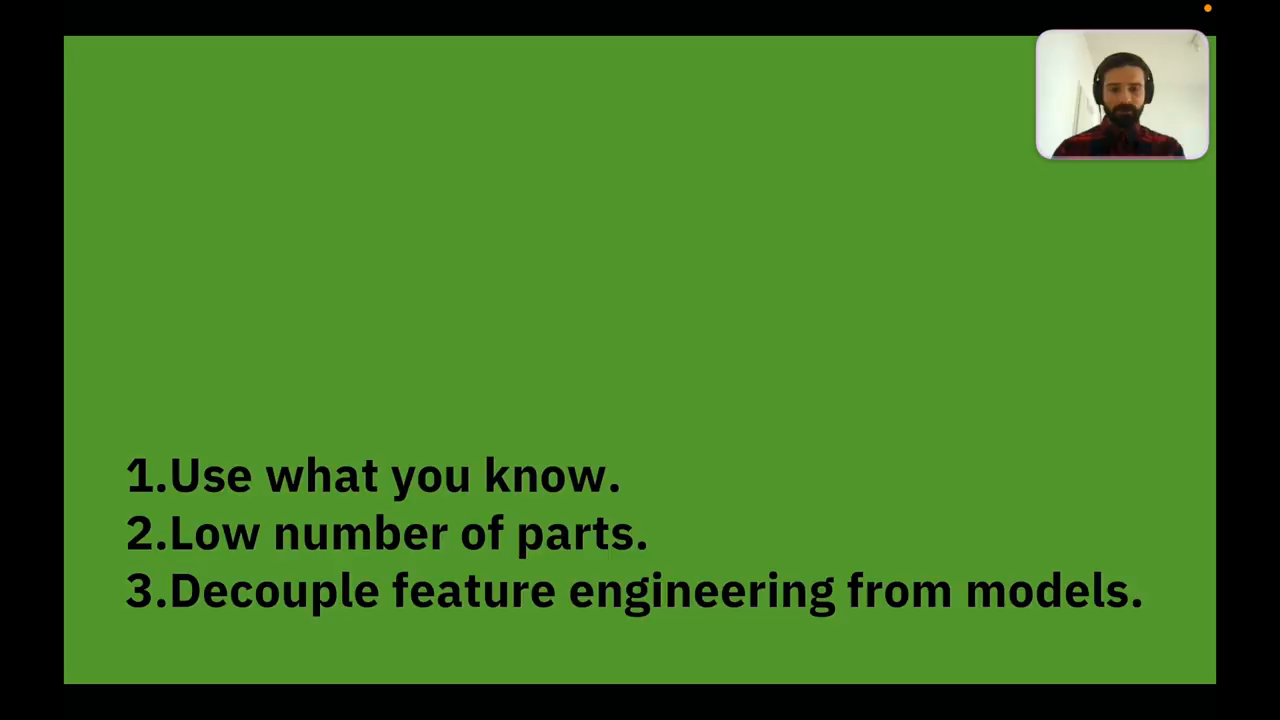 1.Use what you know.
2.Low number of parts.
3.Decouple feature engineering from models.